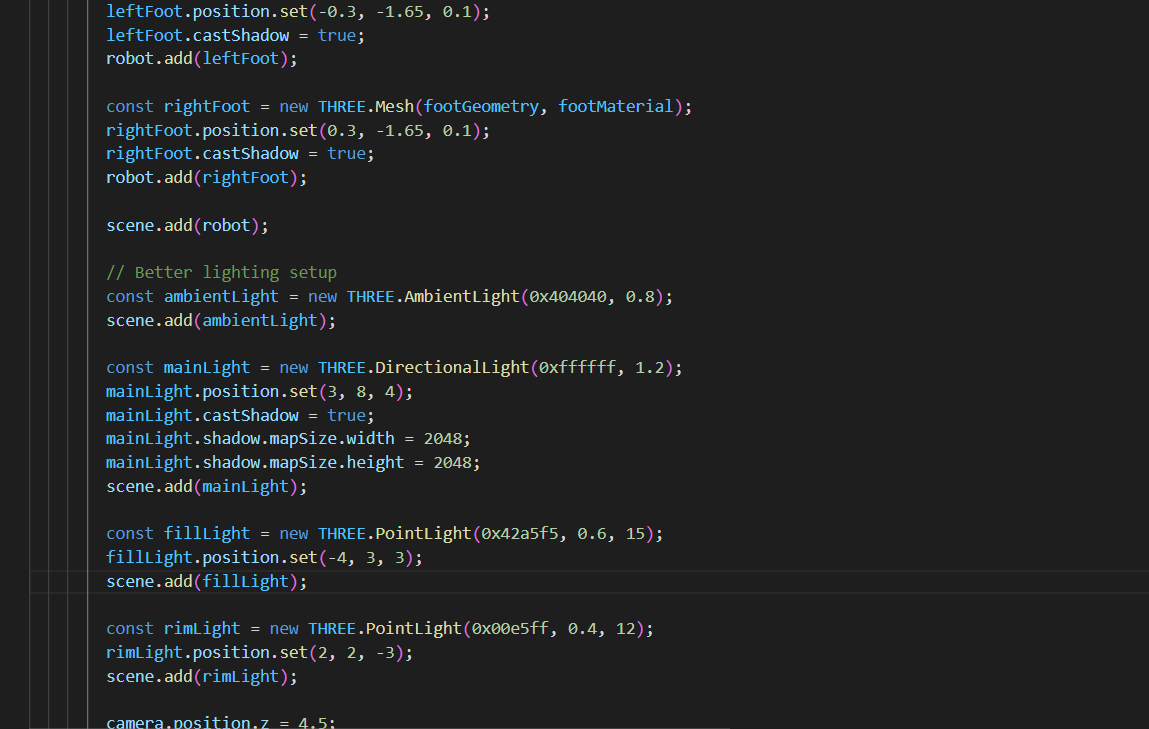 leftFoot.position.set(-0.3, -1.65, 0.1);
leftFoot.castShadow = true;
robot.add(leftFoot);
const rightFoot = new THREE.Mesh(footGeometry, footMaterial);
rightFoot.position.set(0.3, -1.65, 0.1);
rightFoot.castShadow = true;
robot.add(rightFoot);
scene.add(robot);
// Better lighting setup
const ambientLight = new THREE.AmbientLight(0x404040, 0.8);
scene.add(ambientLight);
const mainLight = new THREE.DirectionalLight(0xffffff, 1.2);
mainLight.position.set(3, 8, 4);
mainLight.castShadow = true;
mainLight.shadow.mapSize.width = 2048;
mainLight.shadow.mapSize.height = 2048;
scene.add(mainLight);
const fillLight = new THREE.PointLight(0x42a5f5, 0.6, 15);
fillLight.position.set(-4, 3, 3);
scene.add(fillLight);
const rimLight = new THREE.PointLight(0x00e5ff, 0.4, 12);
rimLight.position.set(2, 2, -3);
scene.add(rimLight);
camera.position.z = 4.5;